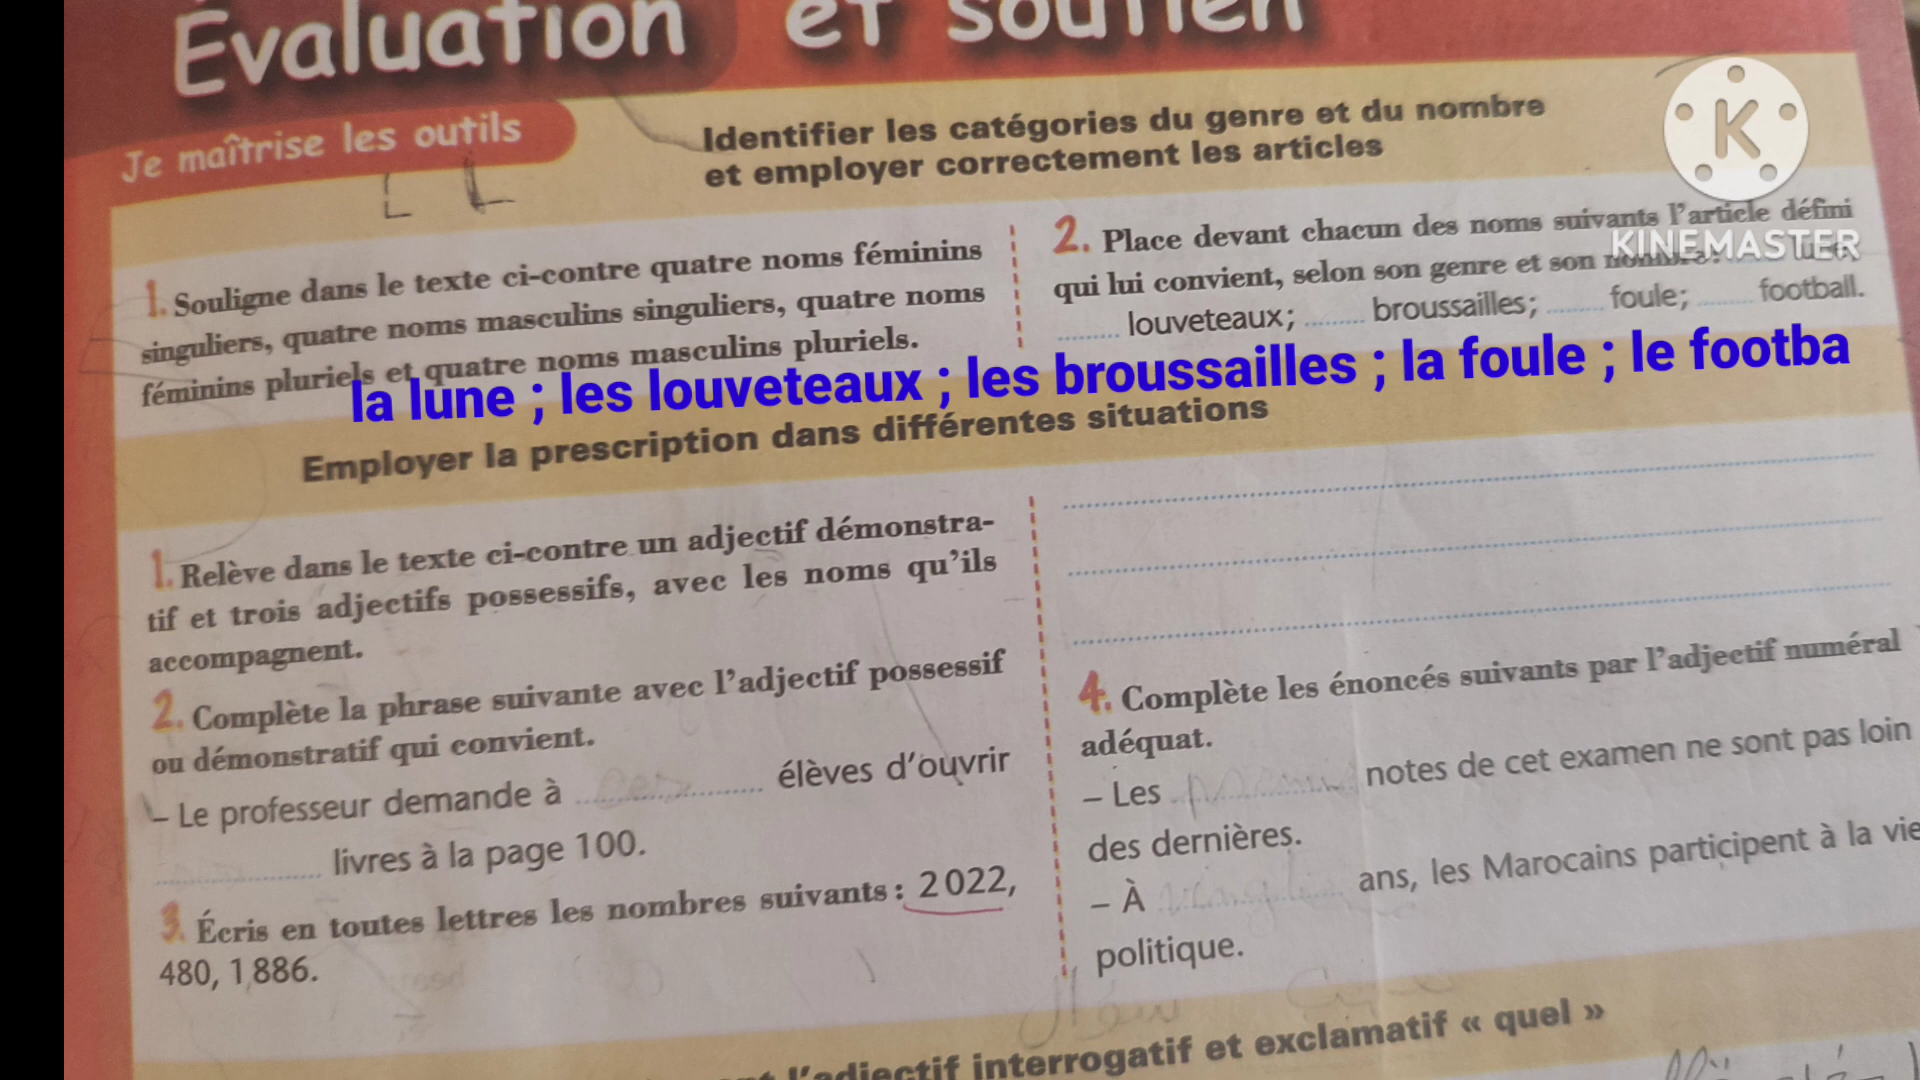 Évaluation et soutien
Je maîtrise les outils
Identifier les catégories du genre et du nombre
et employer correctement les articles
K
KINEMASTER
1. Souligne dans le texte ci-contre quatre noms féminins
singuliers, quatre noms masculins singuliers, quatre noms
féminins pluriels et quatre noms masculins pluriels.
2. Place devant chacun des noms suivants l'article défini
qui lui convient, selon son genre et son nombre:
louveteaux; broussailles; foule; football.
la lune ; les louveteaux ; les broussailles ; la foule ; le footba
Employer la prescription dans différentes situations
1. Relève dans le texte ci-contre un adjectif démonstra-
tif et trois adjectifs possessifs, avec les noms qu'ils
accompagnent.
2. Complète la phrase suivante avec l'adjectif possessif
ou démonstratif qui convient.
– Le professeur demande à ces élèves d'ouvrir
livres à la page 100.
3. Écris en toutes lettres les nombres suivants : 2 022,
480, 1 886.
4. Complète les énoncés suivants par l'adjectif numéral
adéquat.
– Les notes de cet examen ne sont pas loin
des dernières.
– À ans, les Marocains participent à la vie
politique.
سؤال
l'adjectif interrogatif et exclamatif « quel »